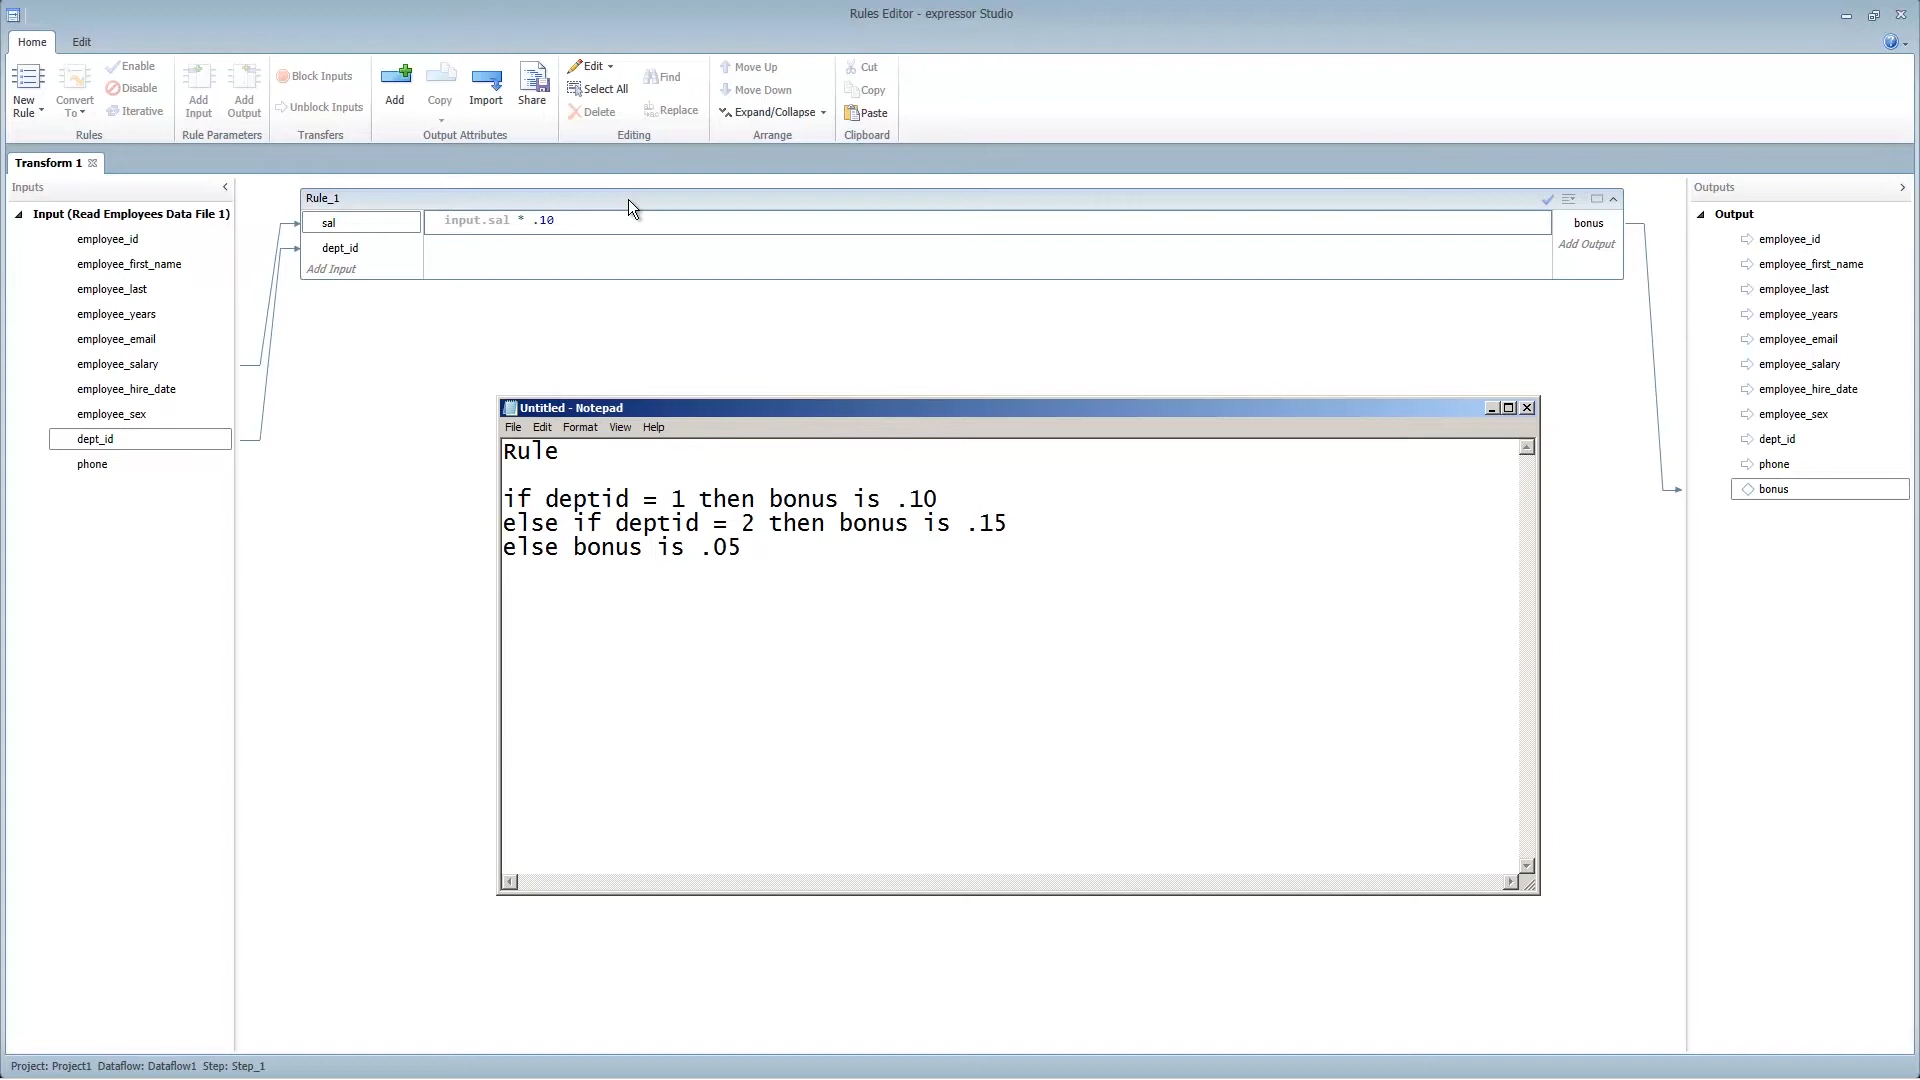 Rules Editor - expressor Studio
Home Edit
New Rule
Convert To
Enable
Disable
Iterative
Rules
Add Input
Add Output
Rule Parameters
Block Inputs
Unblock Inputs
Transfers
Add
Copy
Import
Share
Output Attributes
Edit
Select All
Delete
Find
Replace
Editing
Move Up
Move Down
Expand/Collapse
Arrange
Cut
Copy
Paste
Clipboard
Transform 1
Inputs
Input (Read Employees Data File 1)
employee_id
employee_first_name
employee_last
employee_years
employee_email
employee_salary
employee_hire_date
employee_sex
dept_id
phone
Rule_1
sal
input.sal * .10
bonus
dept_id
Add Input
Add Output
Untitled - Notepad
File Edit Format View Help
Rule
if deptid = 1 then bonus is .10
else if deptid = 2 then bonus is .15
else bonus is .05
Outputs
Output
employee_id
employee_first_name
employee_last
employee_years
employee_email
employee_salary
employee_hire_date
employee_sex
dept_id
phone
bonus
Project: Project1 Dataflow: Dataflow1 Step: Step_1